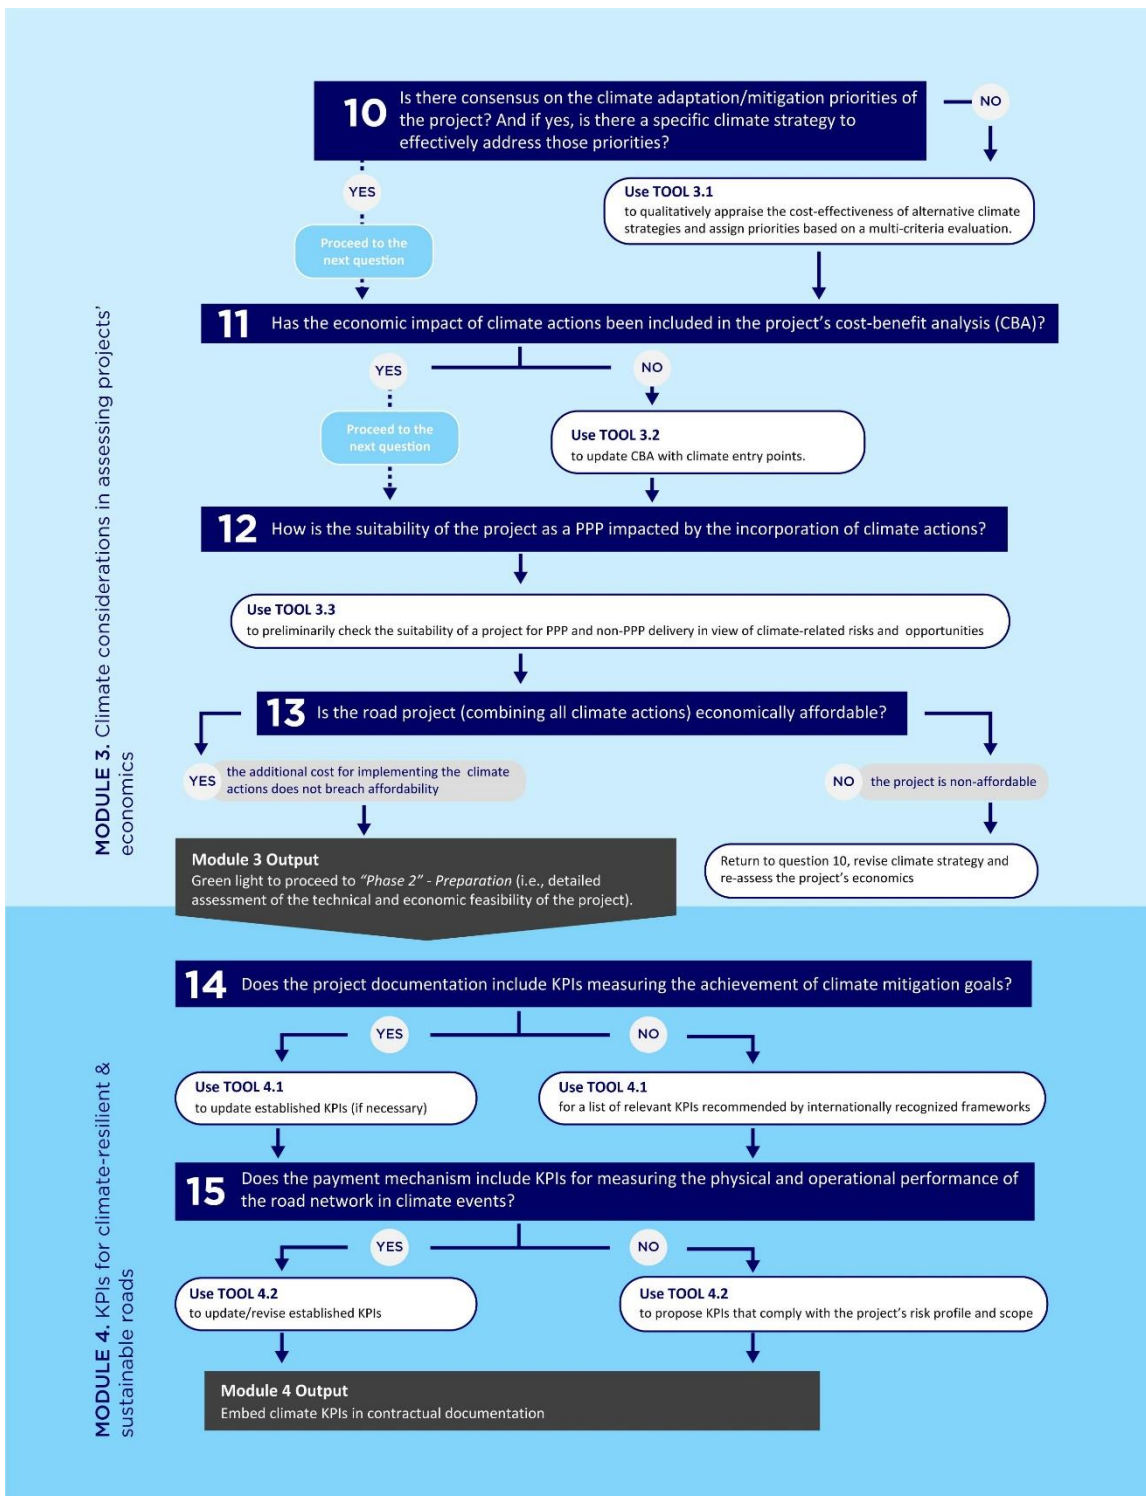 10
Is there consensus on the climate adaptation/mitigation priorities of
the project? And if yes, is there a specific climate strategy to
effectively address those priorities?
NO
YES
Use TOOL 3.1
to qualitatively appraise the cost-effectiveness of alternative climate
strategies and assign priorities based on a multi-criteria evaluation.
Proceed to the
next question
11 Has the economic impact of climate actions been included in the project's cost-benefit analysis (CBA)?
YES
NO
Proceed to the
next question
Use TOOL 3.2
to update CBA with climate entry points.
12 How is the suitability of the project as a PPP impacted by the incorporation of climate actions?
Use TOOL 3.3
to preliminarily check the suitability of a project for PPP and non-PPP delivery in view of climate-related risks and opportunities
13 Is the road project (combining all climate actions) economically affordable?
YES
the additional cost for implementing the climate
actions does not breach affordability
NO the project is non-affordable
Module 3 Output
Green light to proceed to “Phase 2” - Preparation (i.e., detailed
assessment of the technical and economic feasibility of the project).
Return to question 10, revise climate strategy and
re-assess the project's economics
MODULE 3. Climate considerations in assessing projects'
economics
14 Does the project documentation include KPIs measuring the achievement of climate mitigation goals?
YES
NO
Use TOOL 4.1
to update established KPIs (if necessary)
Use TOOL 4.1
for a list of relevant KPIs recommended by internationally recognized frameworks
15
Does the payment mechanism include KPIs for measuring the physical and operational performance of
the road network in climate events?
YES
NO
Use TOOL 4.2
to update/revise established KPIs
Use TOOL 4.2
to propose KPIs that comply with the project's risk profile and scope
Module 4 Output
Embed climate KPIs in contractual documentation
MODULE 4. KPIs for climate-resilient &
sustainable roads